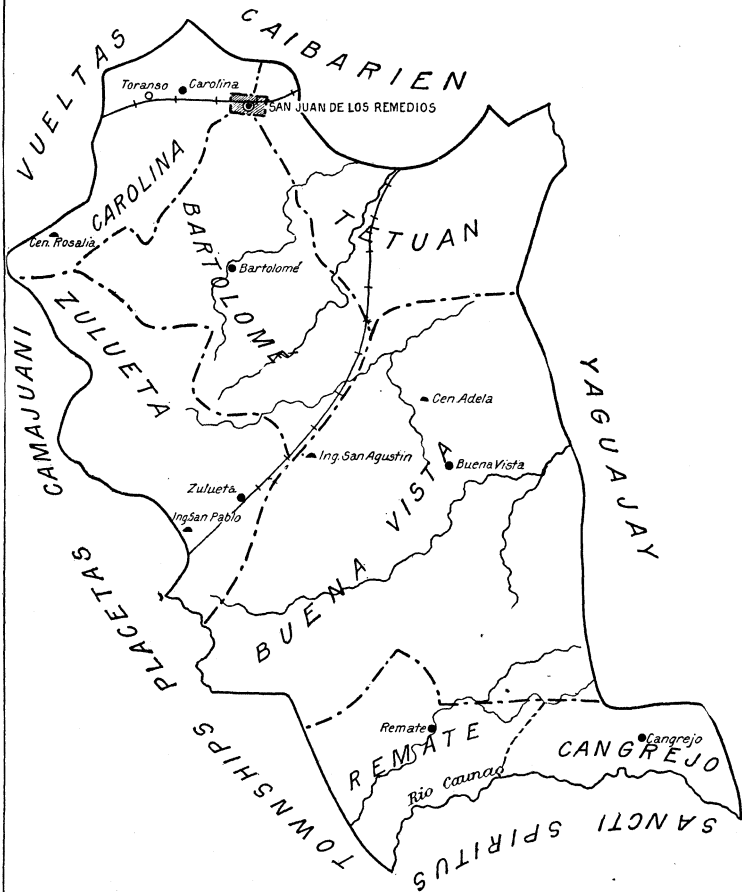 CAIBARIEN
VUELTAS
Toranso
Carolina
SAN JUAN DE LOS REMEDIOS
CAROLINA
BARTOLOME
TETUAN
Cen. Rosalia
Bartolomé
ZULUETA
CAMAJUANI
YAGUAJAY
Cen Adela
Ing. San Agustin
Buena Vista
Zulueta
Ing San Pablo
BUENA VISTA
PLACETAS
TOWNSHIPS
Remate
REMATE
Cangrejo
CANGREJO
Rio Caunao
SANCTI SPIRITUS